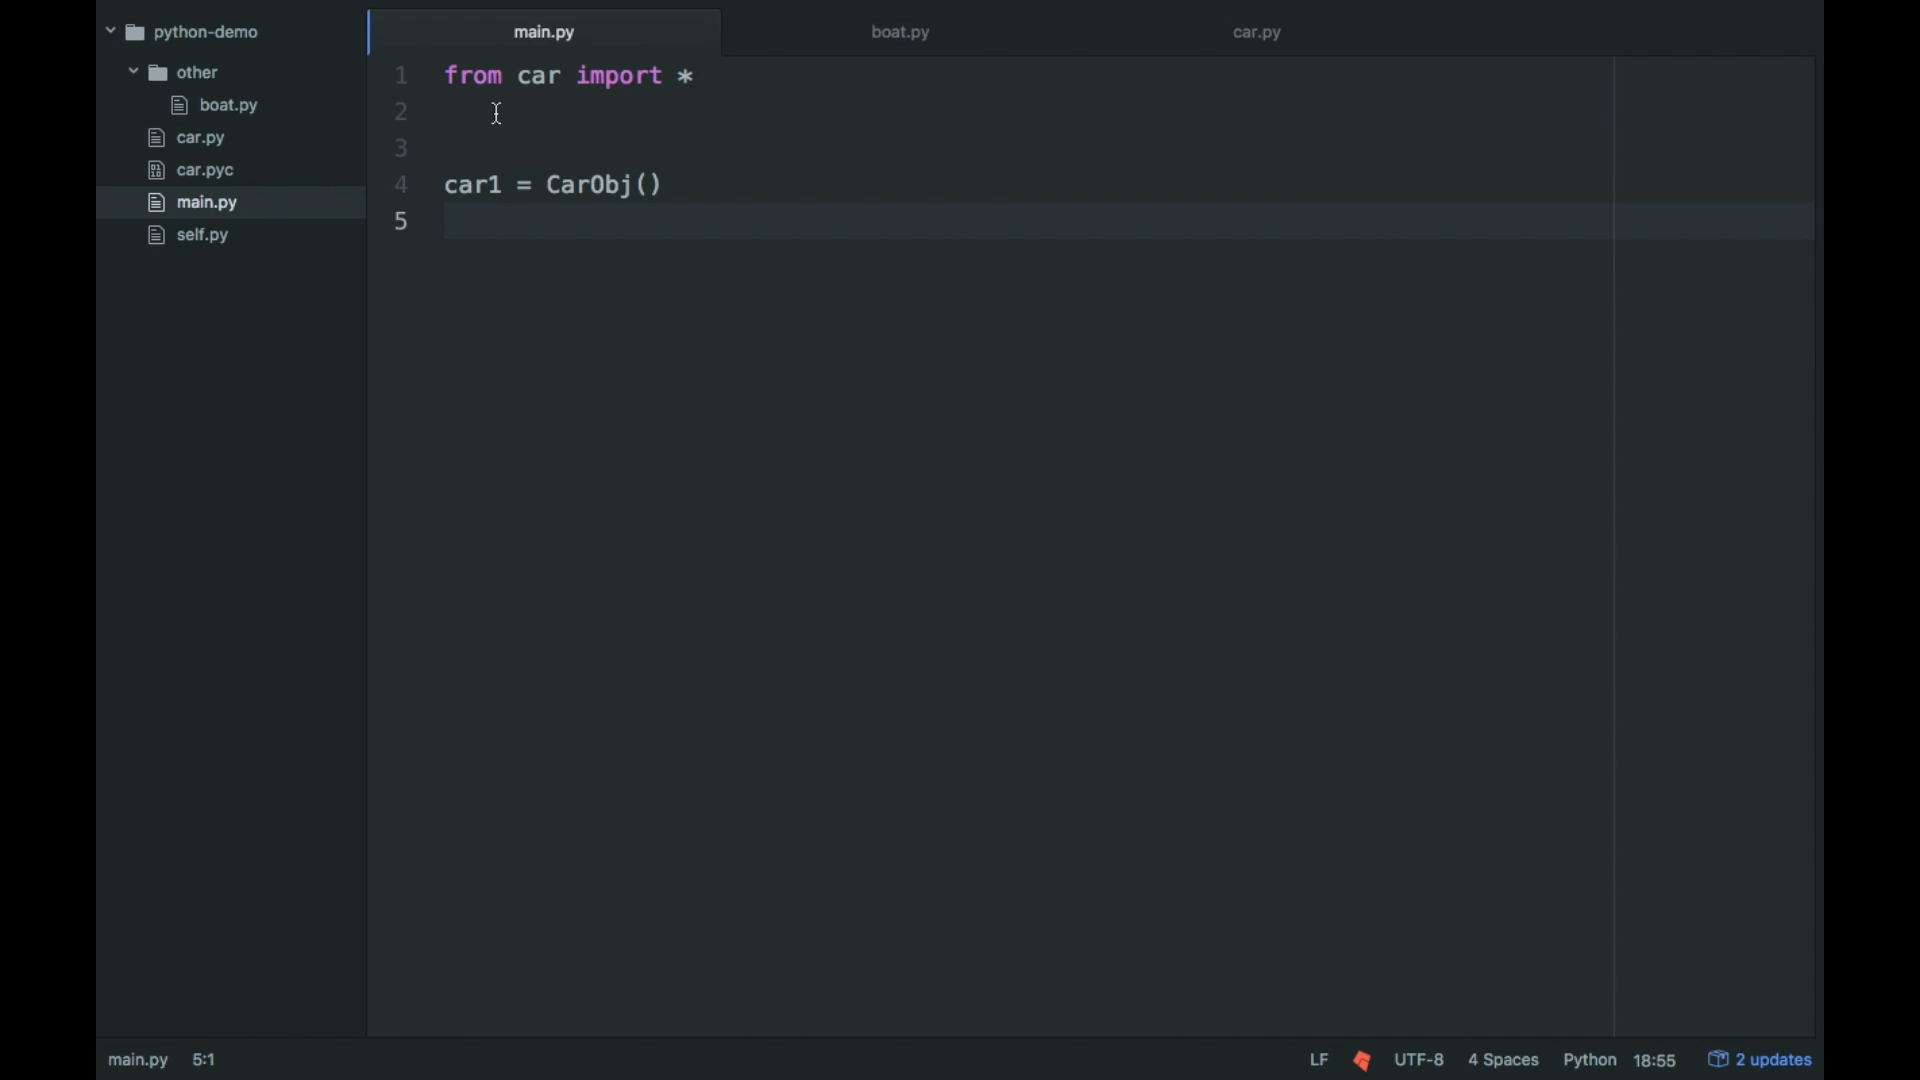 python-demo
other
boat.py
car.py
car.pyc
main.py
self.py
main.py
boat.py
car.py
1 from car import *
2
3
4 car1 = CarObj()
5
main.py 5:1
LF UTF-8 4 Spaces Python 18:55 2 updates